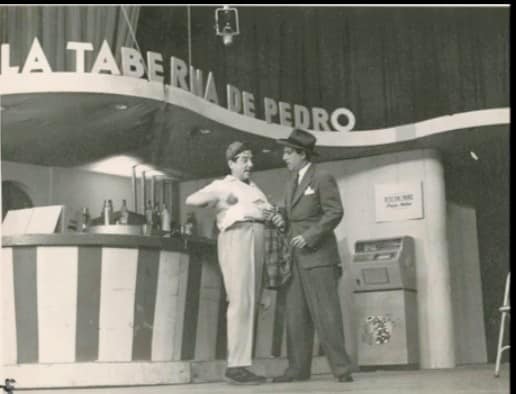 LA TABERNA DE PEDRO